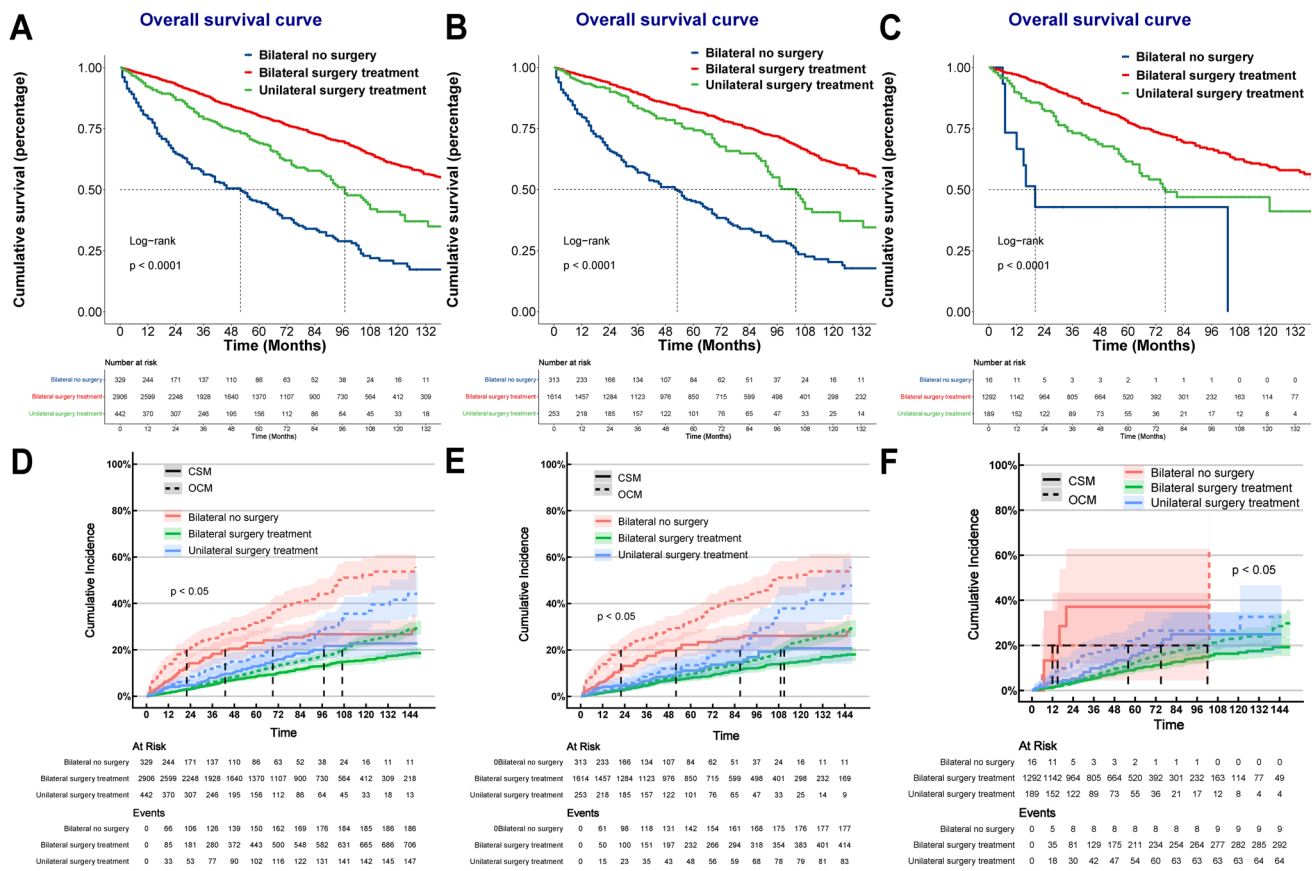 A
Overall survival curve
Bilateral no surgery
Bilateral surgery treatment
Unilateral surgery treatment
Cumulative survival (percentage)
1.00
0.75
0.50
0.25
0.00
Log-rank
p < 0.0001
0 12 24 36 48 60 72 84 96 108 120 132
Time (Months)
Number at risk
Bilateral no surgery 329 244 171 137 110 86 63 52 38 24 16 11
Bilateral surgery treatment 2906 2599 2248 1928 1640 1370 1107 900 730 564 412 309
Unilateral surgery treatment 442 370 307 246 195 156 112 86 64 45 33 18
0 12 24 36 48 60 72 84 96 108 120 132
Time (Months)
B
Overall survival curve
Bilateral no surgery
Bilateral surgery treatment
Unilateral surgery treatment
Cumulative survival (percentage)
1.00
0.75
0.50
0.25
0.00
Log-rank
p < 0.0001
0 12 24 36 48 60 72 84 96 108 120 132
Time (Months)
Number at risk
Bilateral no surgery 313 233 166 134 107 84 62 51 37 24 16 11
Bilateral surgery treatment 1614 1457 1284 1123 976 850 715 599 498 401 298 232
Unilateral surgery treatment 253 218 185 157 122 101 76 65 47 33 25 14
0 12 24 36 48 60 72 84 96 108 120 132
Time (Months)
C
Overall survival curve
Bilateral no surgery
Bilateral surgery treatment
Unilateral surgery treatment
Cumulative survival (percentage)
1.00
0.75
0.50
0.25
0.00
Log-rank
p < 0.0001
0 12 24 36 48 60 72 84 96 108 120 132
Time (Months)
Number at risk
Bilateral no surgery 16 11 5 3 3 2 1 1 1 0 0 0
Bilateral surgery treatment 1292 1142 964 805 664 520 392 301 232 163 114 77
Unilateral surgery treatment 189 152 122 89 73 55 36 21 17 12 8 4
0 12 24 36 48 60 72 84 96 108 120 132
Time (Months)
D
CSM
OCM
Bilateral no surgery
Bilateral surgery treatment
Unilateral surgery treatment
p < 0.05
Cumulative Incidence
100%
80%
60%
40%
20%
0%
0 12 24 36 48 60 72 84 96 108 120 132 144
Time
At Risk
Bilateral no surgery 329 244 171 137 110 86 63 52 38 24 16 11 11
Bilateral surgery treatment 2906 2599 2248 1928 1640 1370 1107 900 730 564 412 309 218
Unilateral surgery treatment 442 370 307 246 195 156 112 86 64 45 33 18 13
Events
Bilateral no surgery 0 66 106 126 139 150 162 169 176 184 185 186 186
Bilateral surgery treatment 0 85 181 280 372 443 500 548 582 631 665 686 706
Unilateral surgery treatment 0 33 53 77 90 102 116 122 131 141 142 145 147
E
CSM
OCM
Bilateral no surgery
Bilateral surgery treatment
Unilateral surgery treatment
p < 0.05
Cumulative Incidence
100%
80%
60%
40%
20%
0%
0 12 24 36 48 60 72 84 96 108 120 132 144
Time
At Risk
0Bilateral no surgery 313 233 166 134 107 84 62 51 37 24 16 11 11
Bilateral surgery treatment 1614 1457 1284 1123 976 850 715 599 498 401 298 232 169
Unilateral surgery treatment 253 218 185 157 122 101 76 65 47 33 25 14 9
Events
0Bilateral no surgery 0 61 98 118 131 142 154 161 168 175 176 177 177
Bilateral surgery treatment 0 50 100 151 197 232 266 294 318 354 383 401 414
Unilateral surgery treatment 0 15 23 35 43 48 56 59 68 78 79 81 83
F
CSM
OCM
Bilateral no surgery
Bilateral surgery treatment
Unilateral surgery treatment
p < 0.05
Cumulative Incidence
100%
80%
60%
40%
20%
0%
0 12 24 36 48 60 72 84 96 108 120 132 144
Time
At Risk
Bilateral no surgery 16 11 5 3 3 2 1 1 1 0 0 0 0
Bilateral surgery treatment 1292 1142 964 805 664 520 392 301 232 163 114 77 49
Unilateral surgery treatment 189 152 122 89 73 55 36 21 17 12 8 4 4
Events
Bilateral no surgery 0 5 8 8 8 8 8 8 9 9 9 9
Bilateral surgery treatment 0 35 81 129 175 211 234 254 264 277 282 285 292
Unilateral surgery treatment 0 18 30 42 47 54 60 63 63 63 63 64 64